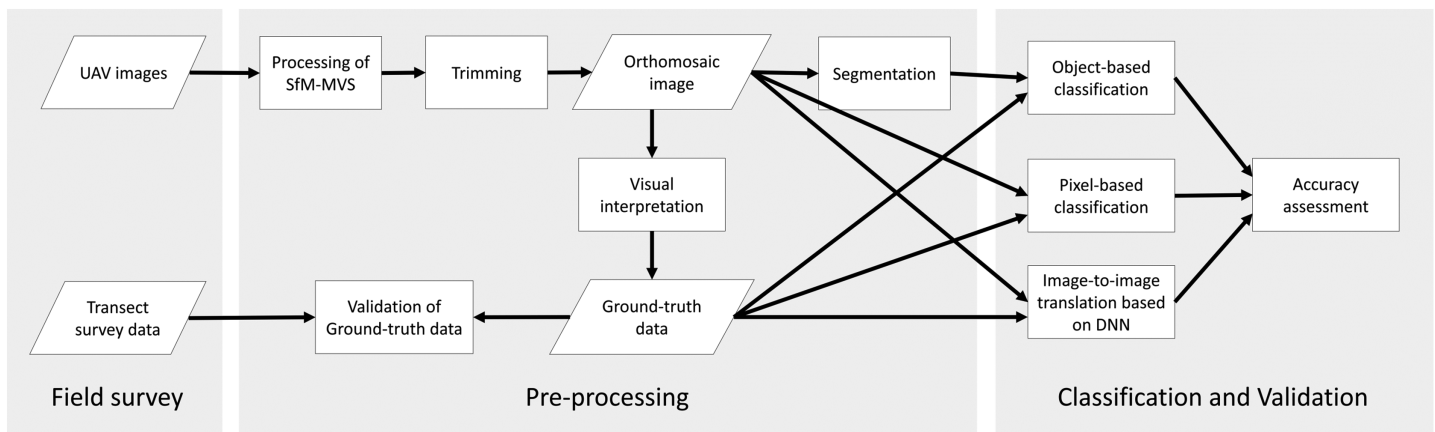 UAV images
Processing of
SfM-MVS
Trimming
Orthomosaic
image
Segmentation
Object-based
classification
Visual
interpretation
Pixel-based
classification
Accuracy
assessment
Transect
survey data
Validation of
Ground-truth data
Ground-truth
data
Image-to-image
translation based
on DNN
Field survey
Pre-processing
Classification and Validation